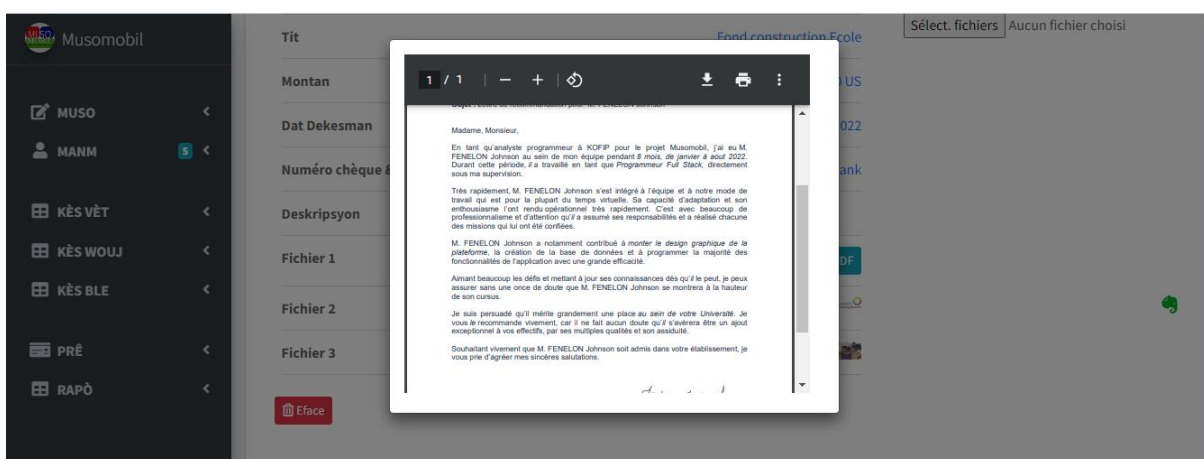 Musomobil
MUSO
MANM 5
KÈS VÈT
KÈS WOUJ
KÈS BLE
PRÊ
RAPÒ
Tit
Fond construction Ecole
Montan
US
Dat Dekesman
022
Numéro chèque &
ank
Deskripsyon
Fichier 1
DF
Fichier 2
Fichier 3
Eface
Sélect. fichiers Aucun fichier choisi
1 / 1
Objet : Lettre de recommandation pour M. FENELON Johnson
Madame, Monsieur,
En tant qu'analyste programmeur à KOFIP pour le projet Musomobil, j'ai eu M.
FENELON Johnson au sein de mon équipe pendant 8 mois, de janvier à aout 2022.
Durant cette période, il a travaillé en tant que Programmeur Full Stack, directement
sous ma supervision.
Très rapidement, M. FENELON Johnson s'est intégré à l'équipe et à notre mode de
travail qui est pour la plupart du temps virtuelle. Sa capacité d'adaptation et son
enthousiasme l'ont rendu opérationnel très rapidement. C'est avec beaucoup de
professionnalisme et d'attention qu'il a assumé ses responsabilités et a réalisé chacune
des missions qui lui ont été confiées.
M. FENELON Johnson a notamment contribué à monter le design graphique de la
plateforme, la création de la base de données et à programmer la majorité des
fonctionnalités de l'application avec une grande efficacité.
Aimant beaucoup les défis et mettant à jour ses connaissances dès qu'il le peut, je peux
assurer sans une once de doute que M. FENELON Johnson se montrera à la hauteur
de son cursus.
Je suis persuadé qu'il mérite grandement une place au sein de votre Université. Je
vous le recommande vivement, car il ne fait aucun doute qu'il s'avèrera être un ajout
exceptionnel à vos effectifs, par ses multiples qualités et son assiduité.
Souhaitant vivement que M. FENELON Johnson soit admis dans votre établissement, je
vous prie d'agréer mes sincères salutations.